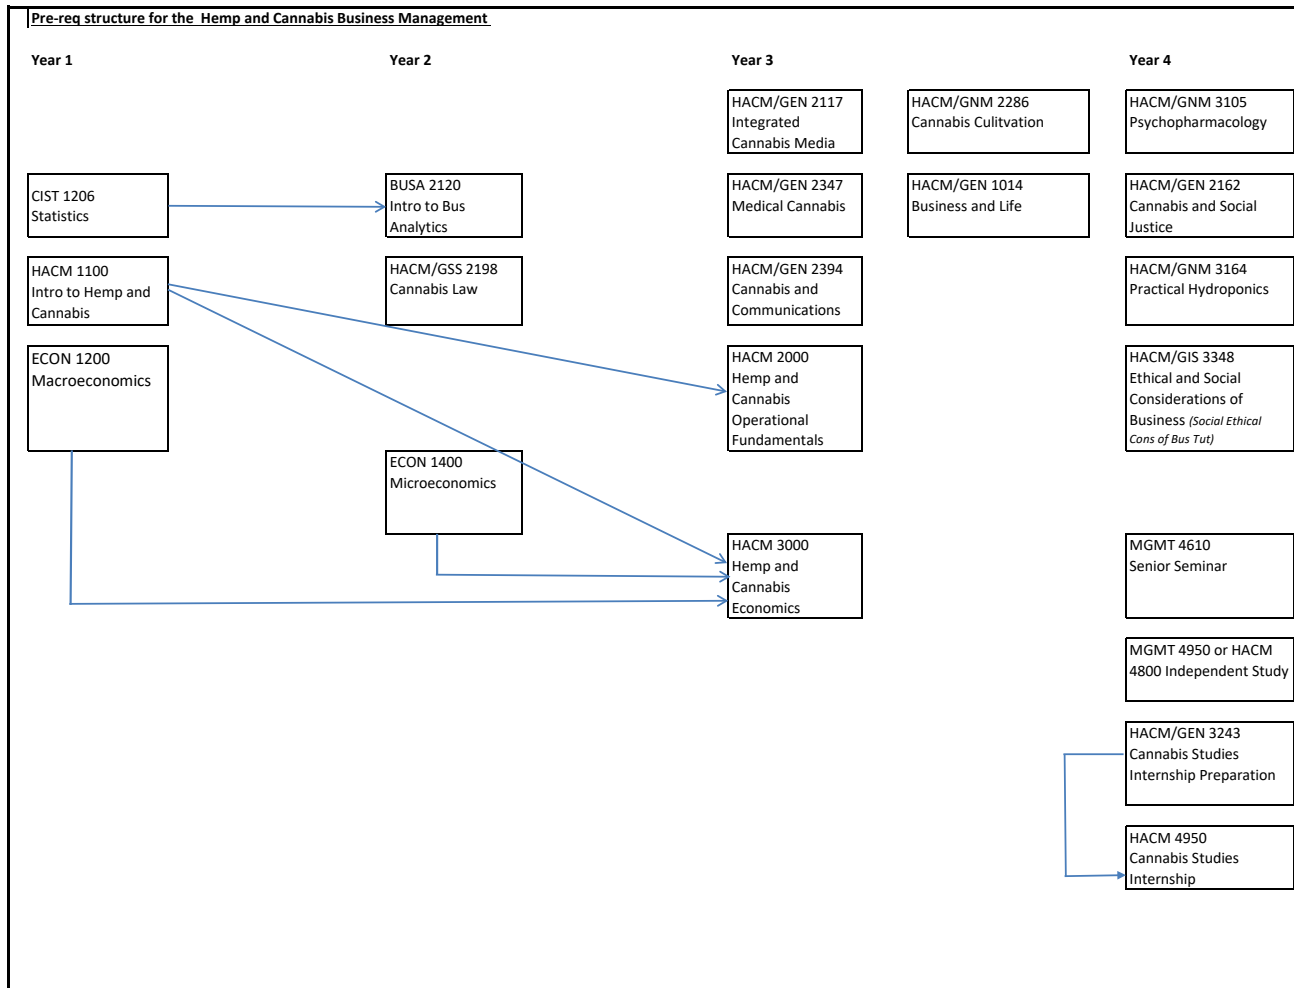 Pre-req structure for the  Hemp and Cannabis Business Management
Year 1
Year 2
Year 3
Year 4
HACM/GEN 2117
Integrated
Cannabis Media
HACM/GNM 2286
Cannabis Culitvation
HACM/GNM 3105
Psychopharmacology
CIST 1206
Statistics
BUSA 2120
Intro to Bus
Analytics
HACM/GEN 2347
Medical Cannabis
HACM/GEN 1014
Business and Life
HACM/GEN 2162
Cannabis and Social
Justice
HACM 1100
Intro to Hemp and
Cannabis
HACM/GSS 2198
Cannabis Law
HACM/GEN 2394
Cannabis and
Communications
HACM/GNM 3164
Practical Hydroponics
ECON 1200
Macroeconomics
HACM 2000
Hemp and
Cannabis
Operational
Fundamentals
HACM/GIS 3348
Ethical and Social
Considerations of
Business (Social Ethical
Cons of Bus Tut)
ECON 1400
Microeconomics
HACM 3000
Hemp and
Cannabis
Economics
MGMT 4610
Senior Seminar
MGMT 4950 or HACM
4800 Independent Study
HACM/GEN 3243
Cannabis Studies
Internship Preparation
HACM 4950
Cannabis Studies
Internship